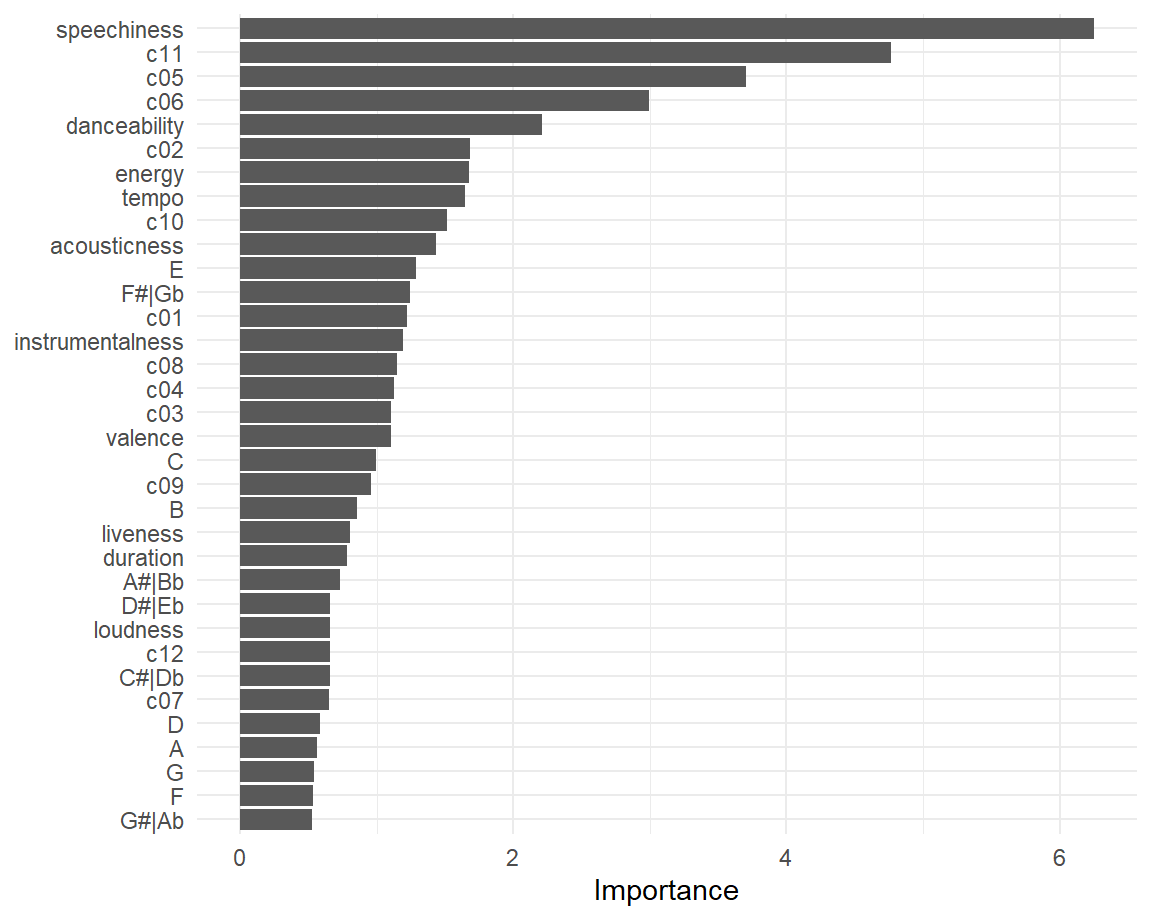 speechiness
c11
c05
c06
danceability
c02
energy
tempo
c10
acousticness
E
F#|Gb
c01
instrumentalness
c08
c04
c03
valence
C
c09
B
liveness
duration
A#|Bb
D#|Eb
loudness
c12
C#|Db
c07
D
A
G
F
G#|Ab
0 2 4 6
Importance